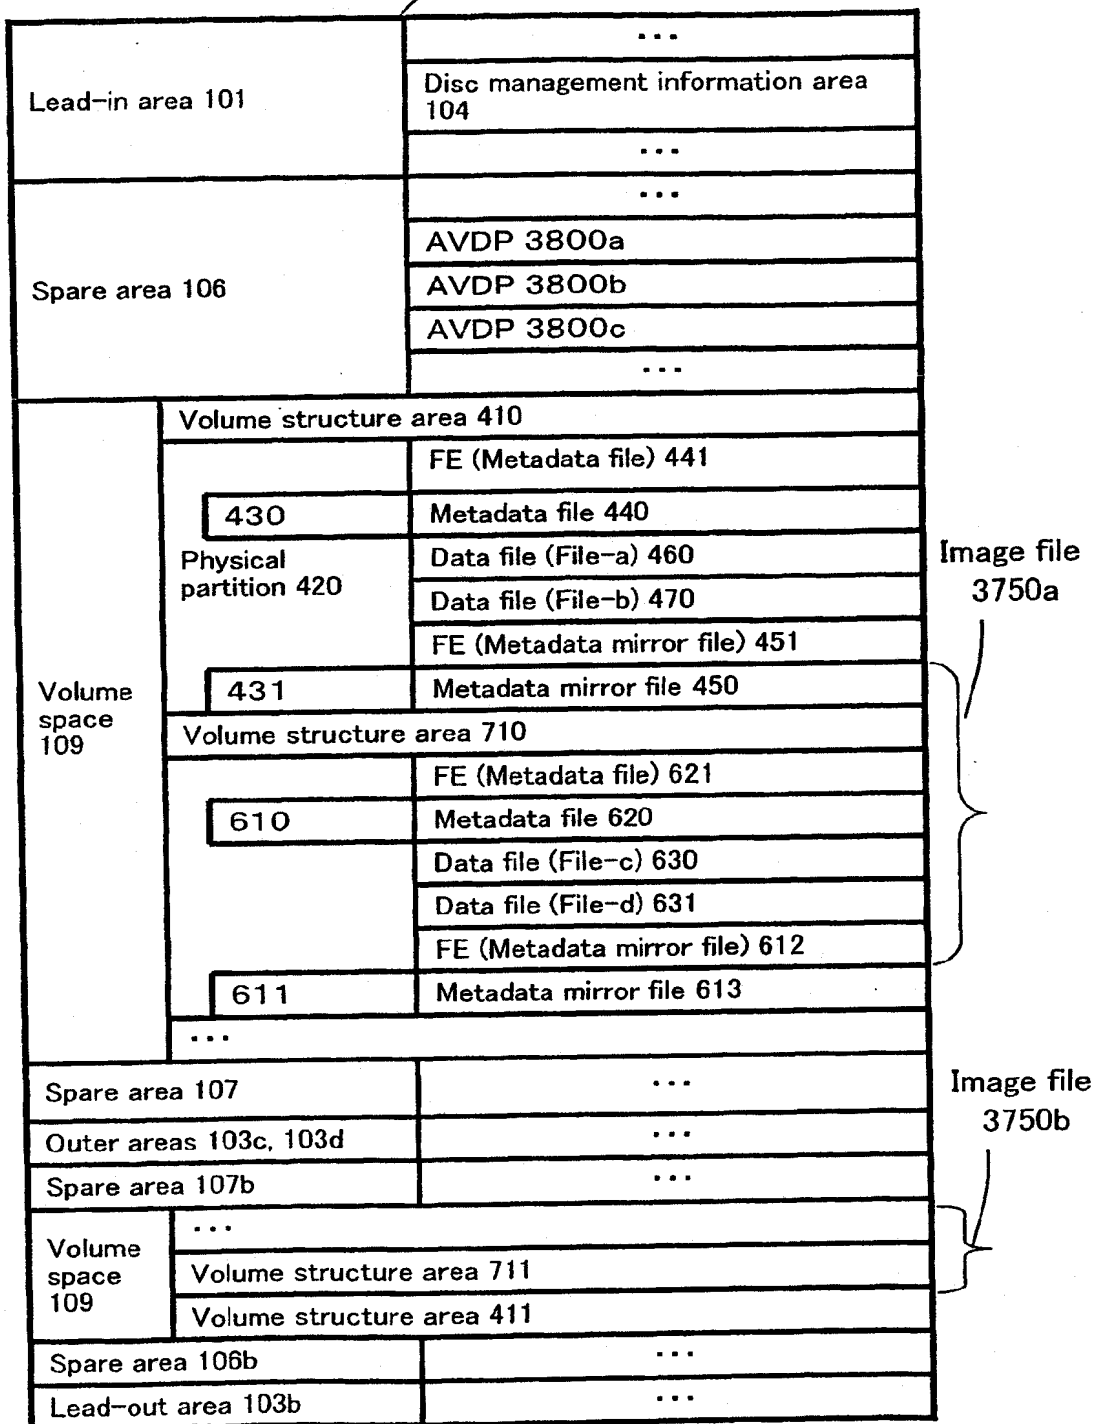 ...
Lead-in area 101
Disc management information area
104
...
...
AVDP 3800a
Spare area 106
AVDP 3800b
AVDP 3800c
...
Volume structure area 410
FE (Metadata file) 441
430
Metadata file 440
Physical
partition 420
Data file (File-a) 460
Data file (File-b) 470
Image file
3750a
FE (Metadata mirror file) 451
Volume
space
109
431
Metadata mirror file 450
Volume structure area 710
FE (Metadata file) 621
610
Metadata file 620
Data file (File-c) 630
Data file (File-d) 631
FE (Metadata mirror file) 612
611
Metadata mirror file 613
...
Spare area 107
...
Image file
3750b
Outer areas 103c, 103d
...
Spare area 107b
...
Volume
space
109
...
Volume structure area 711
Volume structure area 411
Spare area 106b
...
Lead-out area 103b
...